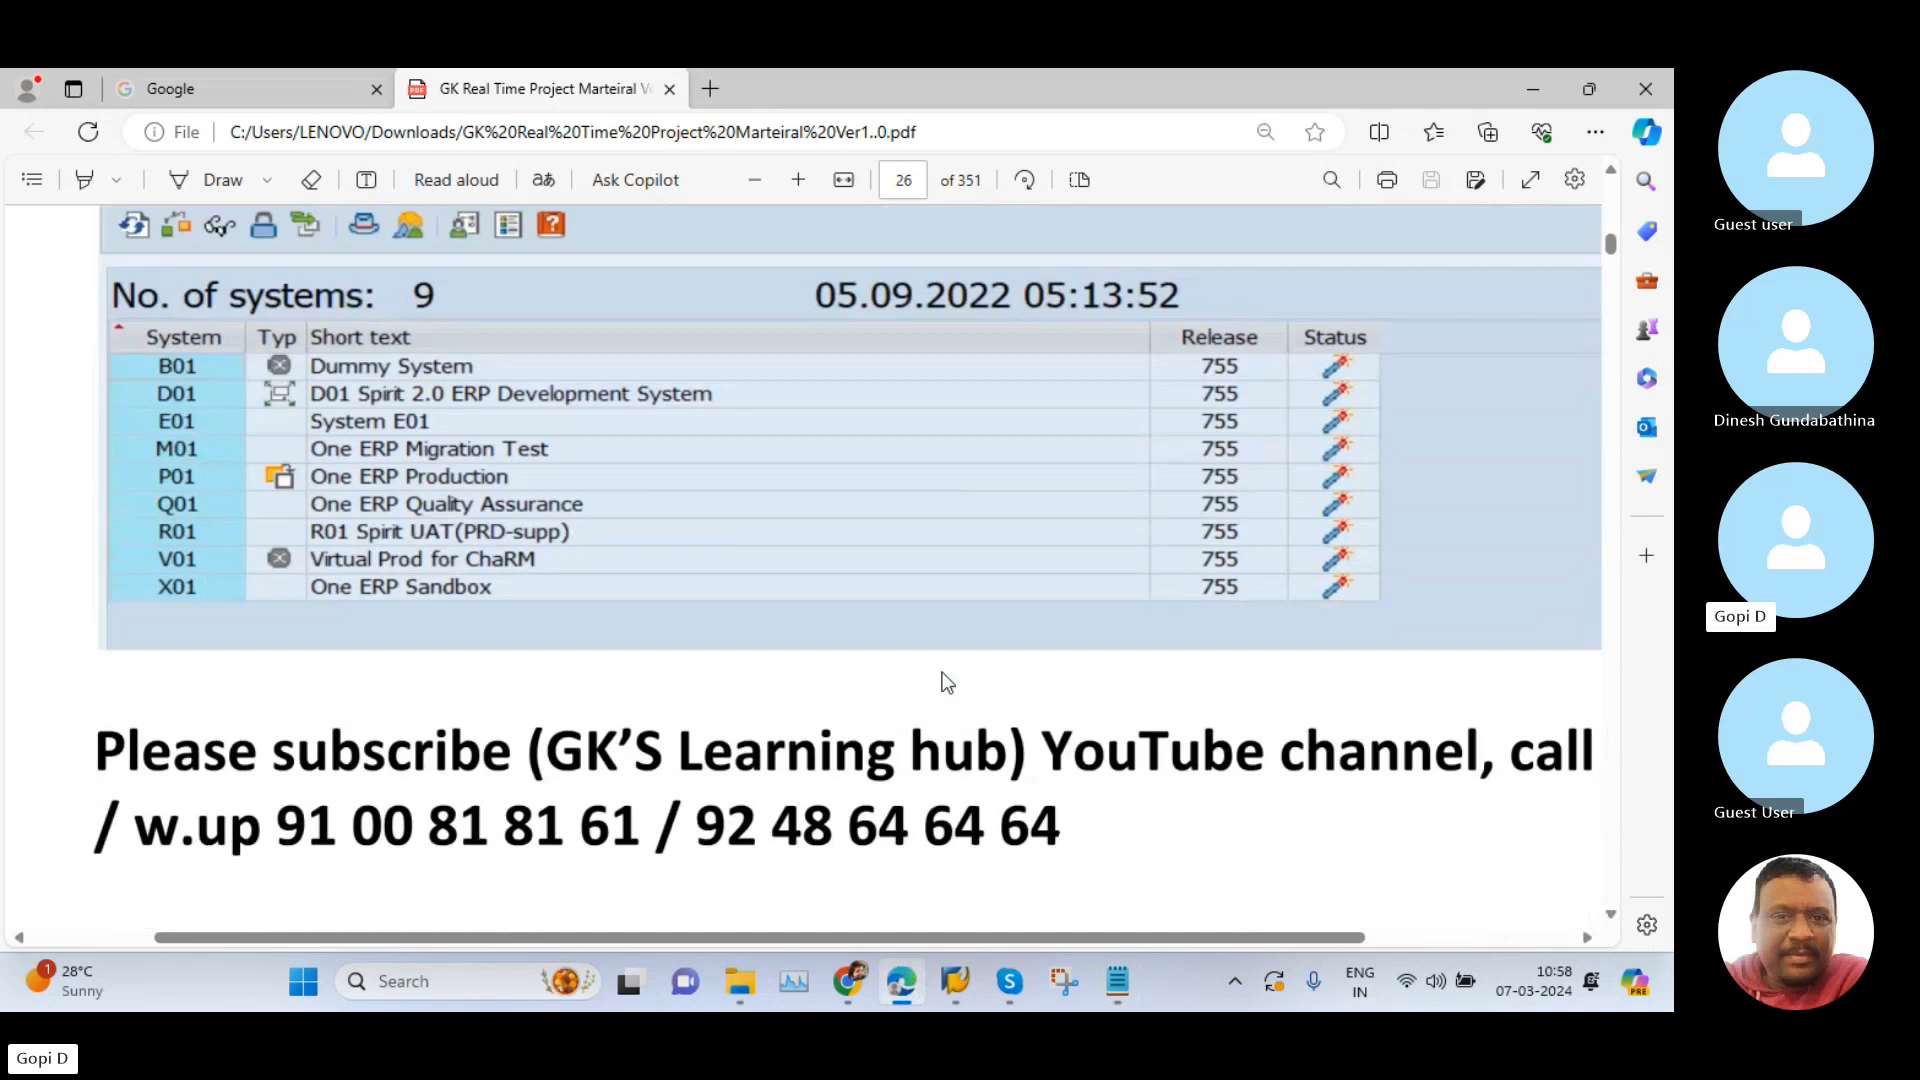 Google
GK Real Time Project Marteiral V
File
C:/Users/LENOVO/Downloads/GK%20Real%20Time%20Project%20Marteiral%20Ver1..0.pdf
Draw
Read aloud
aあ
Ask Copilot
26
of 351
No. of systems: 9
05.09.2022 05:13:52
System Typ Short text Release Status
B01 Dummy System 755
D01 D01 Spirit 2.0 ERP Development System 755
E01 System E01 755
M01 One ERP Migration Test 755
P01 One ERP Production 755
Q01 One ERP Quality Assurance 755
R01 R01 Spirit UAT(PRD-supp) 755
V01 Virtual Prod for ChaRM 755
X01 One ERP Sandbox 755
Please subscribe (GK’S Learning hub) YouTube channel, call
/ w.up 91 00 81 81 61 / 92 48 64 64 64
Guest user
Dinesh Gundabathina
Gopi D
Guest User
1
28°C
Sunny
Search
ENG
IN
10:58
07-03-2024
PRE
Gopi D